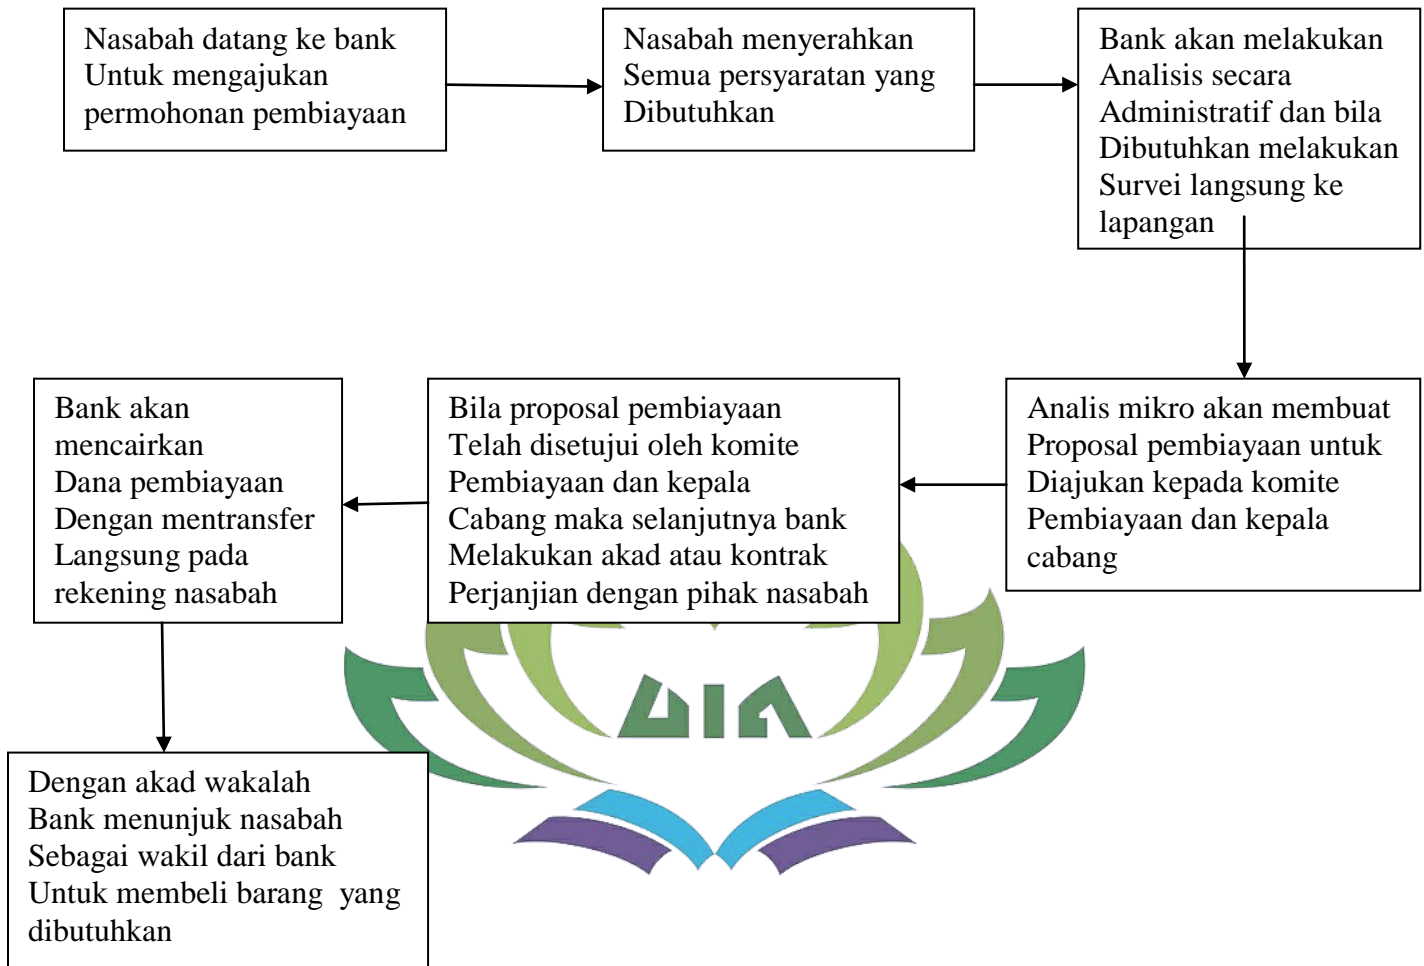 Nasabah datang ke bank
Untuk mengajukan
permohonan pembiayaan
Nasabah menyerahkan
Semua persyaratan yang
Dibutuhkan
Bank akan melakukan
Analisis secara
Administratif dan bila
Dibutuhkan melakukan
Survei langsung ke
lapangan
Analis mikro akan membuat
Proposal pembiayaan untuk
Diajukan kepada komite
Pembiayaan dan kepala
cabang
Bila proposal pembiayaan
Telah disetujui oleh komite
Pembiayaan dan kepala
Cabang maka selanjutnya bank
Melakukan akad atau kontrak
Perjanjian dengan pihak nasabah
Bank akan
mencairkan
Dana pembiayaan
Dengan mentransfer
Langsung pada
rekening nasabah
Dengan akad wakalah
Bank menunjuk nasabah
Sebagai wakil dari bank
Untuk membeli barang  yang
dibutuhkan